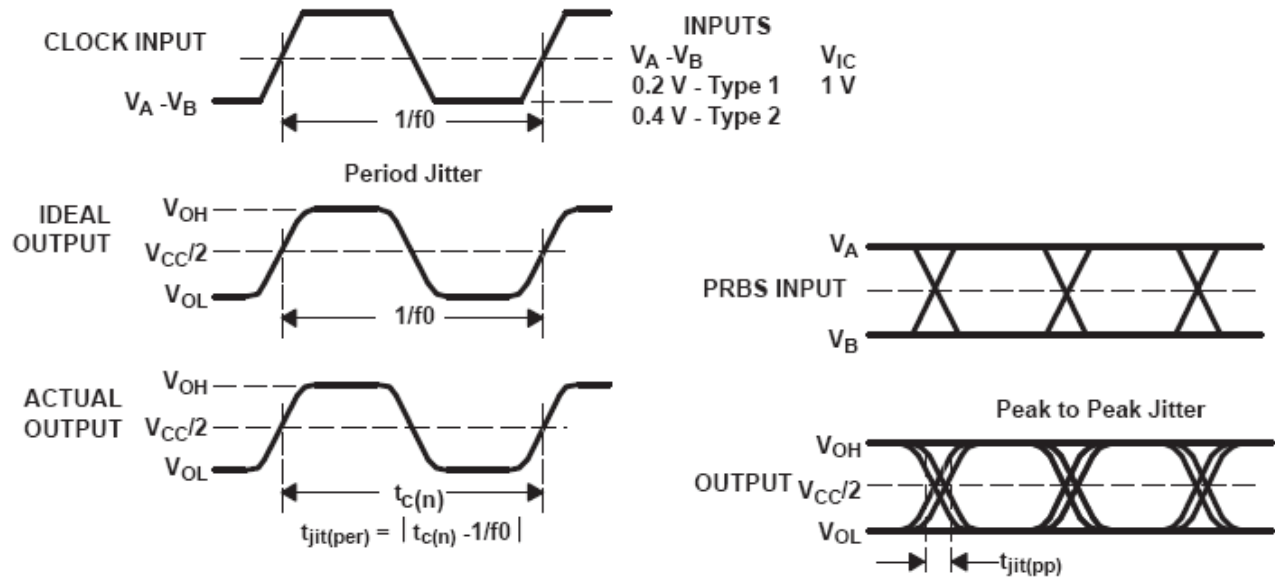 CLOCK INPUT
V_A -V_B
1/f0
INPUTS
V_A -V_B V_IC
0.2 V - Type 1 1 V
0.4 V - Type 2
Period Jitter
IDEAL
OUTPUT
V_OH
V_CC/2
V_OL
1/f0
ACTUAL
OUTPUT
V_OH
V_CC/2
V_OL
t_c(n)
t_jit(per) = | t_c(n) -1/f0 |
V_A
PRBS INPUT
V_B
Peak to Peak Jitter
V_OH
OUTPUT V_CC/2
V_OL
t_jit(pp)